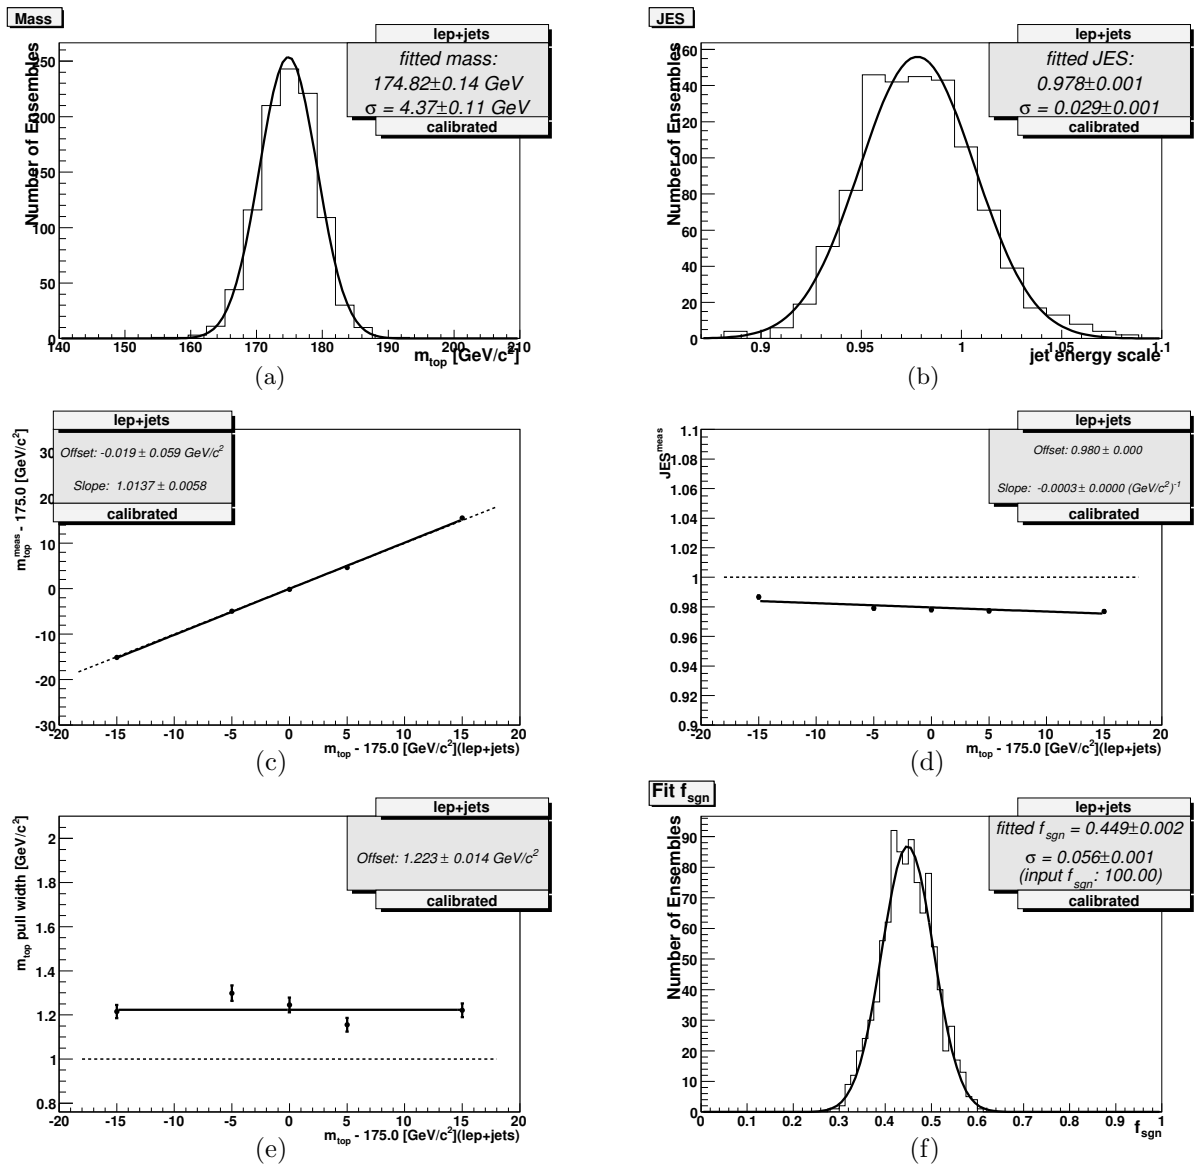 Mass
lep+jets
fitted mass:
174.82±0.14 GeV
σ = 4.37±0.11 GeV
calibrated
Number of Ensembles
250
200
150
100
50
0
140 150 160 170 180 190 200 210
m_top [GeV/c²]
(a)
JES
lep+jets
fitted JES:
0.978±0.001
σ = 0.029±0.001
calibrated
Number of Ensembles
160
140
120
100
80
60
40
20
0
0.9 0.95 1 1.05 1.1
jet energy scale
(b)
lep+jets
Offset: -0.019 ± 0.059 GeV/c²
Slope: 1.0137 ± 0.0058
calibrated
m_top^meas - 175.0 [GeV/c²]
30
20
10
0
-10
-20
-30
-20 -15 -10 -5 0 5 10 15 20
m_top - 175.0 [GeV/c²](lep+jets)
(c)
lep+jets
Offset: 0.980 ± 0.000
Slope: -0.0003 ± 0.0000 (GeV/c²)⁻¹
calibrated
JES^meas
1.1
1.08
1.06
1.04
1.02
1
0.98
0.96
0.94
0.92
0.9
-20 -15 -10 -5 0 5 10 15 20
m_top - 175.0 [GeV/c²](lep+jets)
(d)
lep+jets
Offset: 1.223 ± 0.014 GeV/c²
calibrated
m_top pull width [GeV/c²]
2
1.8
1.6
1.4
1.2
1
0.8
-20 -15 -10 -5 0 5 10 15 20
m_top - 175.0 [GeV/c²](lep+jets)
(e)
Fit f_sgn
lep+jets
fitted f_sgn = 0.449±0.002
σ = 0.056±0.001
(input f_sgn: 100.00)
calibrated
Number of Ensembles
90
80
70
60
50
40
30
20
10
0
0 0.1 0.2 0.3 0.4 0.5 0.6 0.7 0.8 0.9 1
f_sgn
(f)